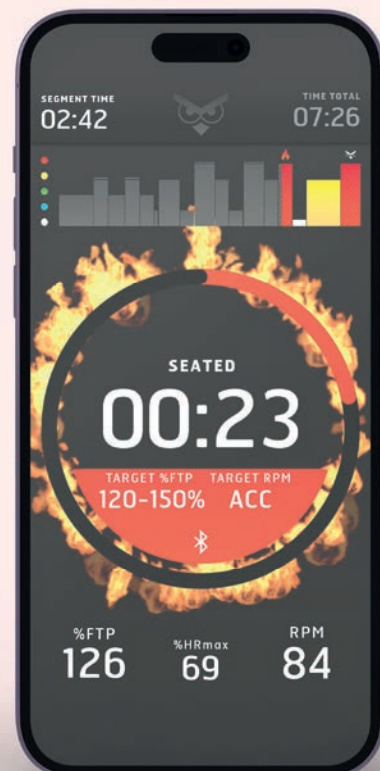 SEGMENT TIME
TIME TOTAL
02:42
07:26
SEATED
00:23
TARGET %FTP TARGET RPM
120-150% ACC
%FTP
%HRmax
RPM
126
69
84